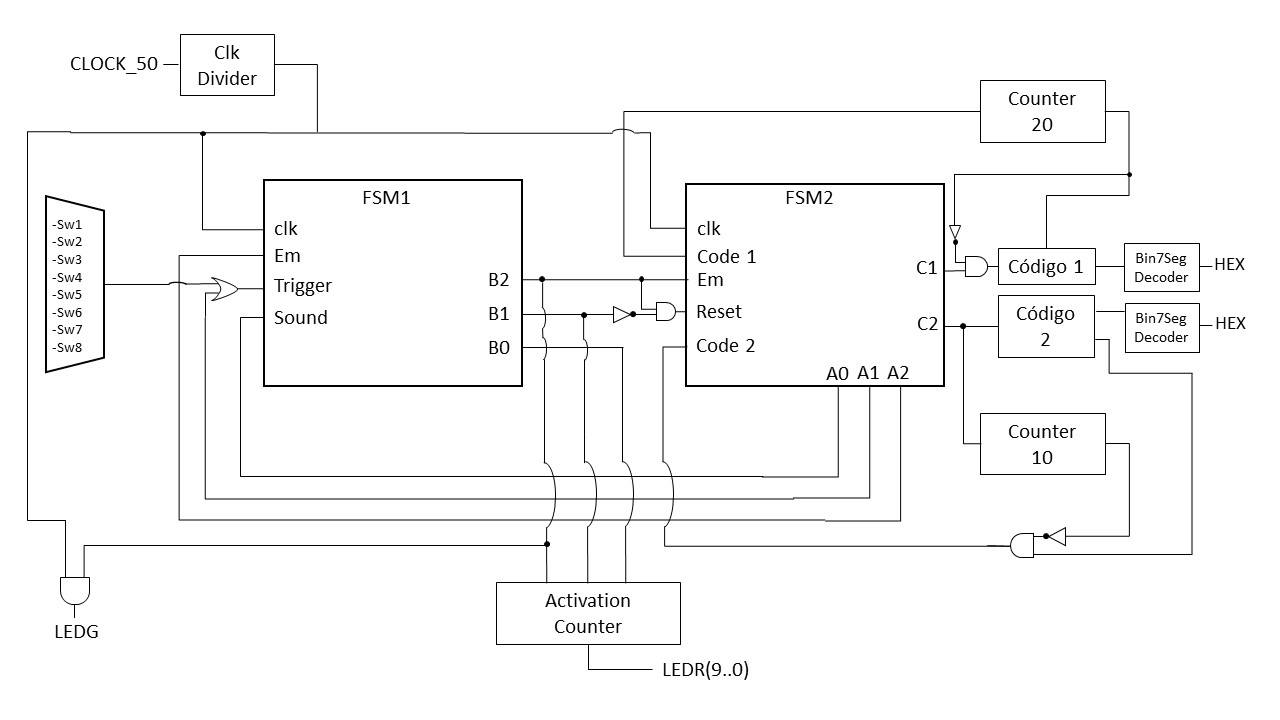 Clk
Divider
CLOCK_50
Counter
20
FSM1
FSM2
-Sw1
-Sw2
-Sw3
-Sw4
-Sw5
-Sw6
-Sw7
-Sw8
clk
Em
Trigger
Sound
B2
B1
B0
clk
Code 1
Em
Reset
Code 2
C1
C2
A0 A1 A2
Código 1
Bin7Seg
Decoder
HEX
Código
2
Bin7Seg
Decoder
HEX
Counter
10
Activation
Counter
LEDG
LEDR(9..0)